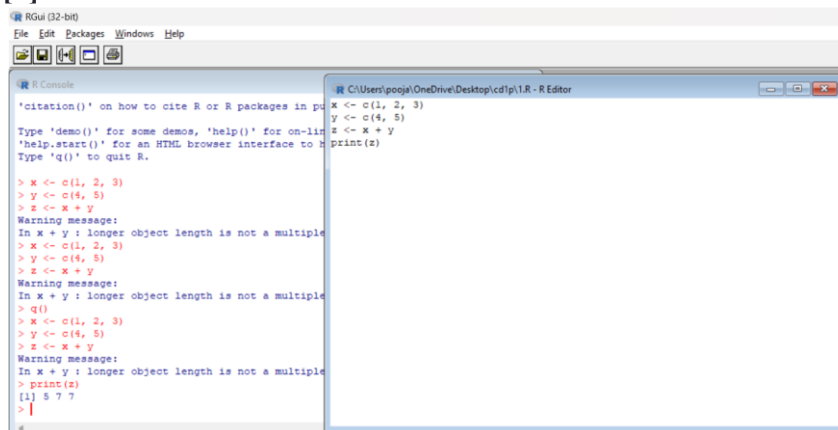 RGui (32-bit)
File Edit Packages Windows Help
R Console
'citation()' on how to cite R or R packages in pu
Type 'demo()' for some demos, 'help()' for on-lin
'help.start()' for an HTML browser interface to h
Type 'q()' to quit R.
> x <- c(1, 2, 3)
> y <- c(4, 5)
> z <- x + y
Warning message:
In x + y : longer object length is not a multiple
> x <- c(1, 2, 3)
> y <- c(4, 5)
> z <- x + y
Warning message:
In x + y : longer object length is not a multiple
> q()
> x <- c(1, 2, 3)
> y <- c(4, 5)
> z <- x + y
Warning message:
In x + y : longer object length is not a multiple
> print(z)
[1] 5 7 7
>
C:\Users\pooja\OneDrive\Desktop\cd1p\1.R - R Editor
x <- c(1, 2, 3)
y <- c(4, 5)
z <- x + y
print(z)